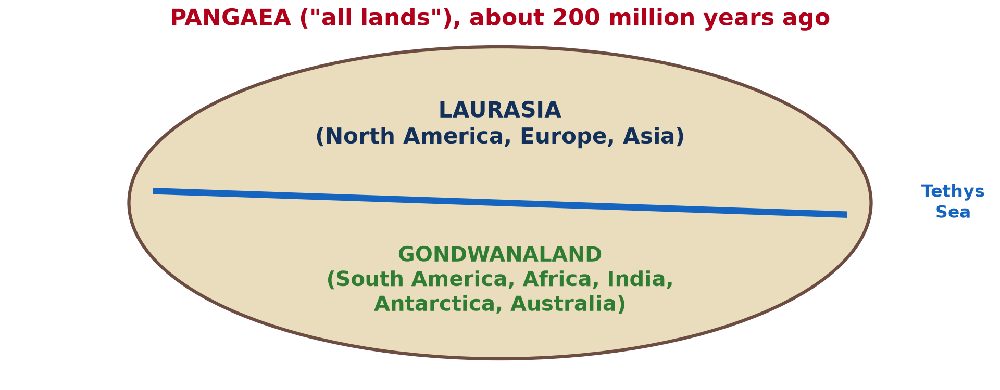 PANGAEA ("all lands"), about 200 million years ago
LAURASIA
(North America, Europe, Asia)
Tethys
Sea
GONDWANALAND
(South America, Africa, India,
Antarctica, Australia)